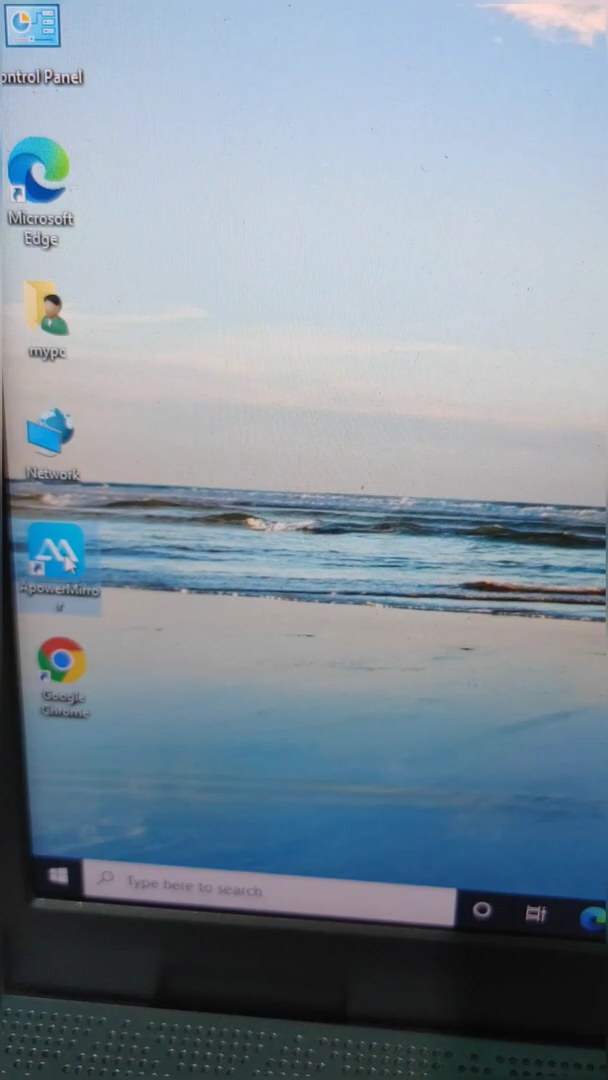 ontrol Panel
Microsoft
Edge
mypc
Network
ApowerMirro
r
Google
Chrome
Type here to search